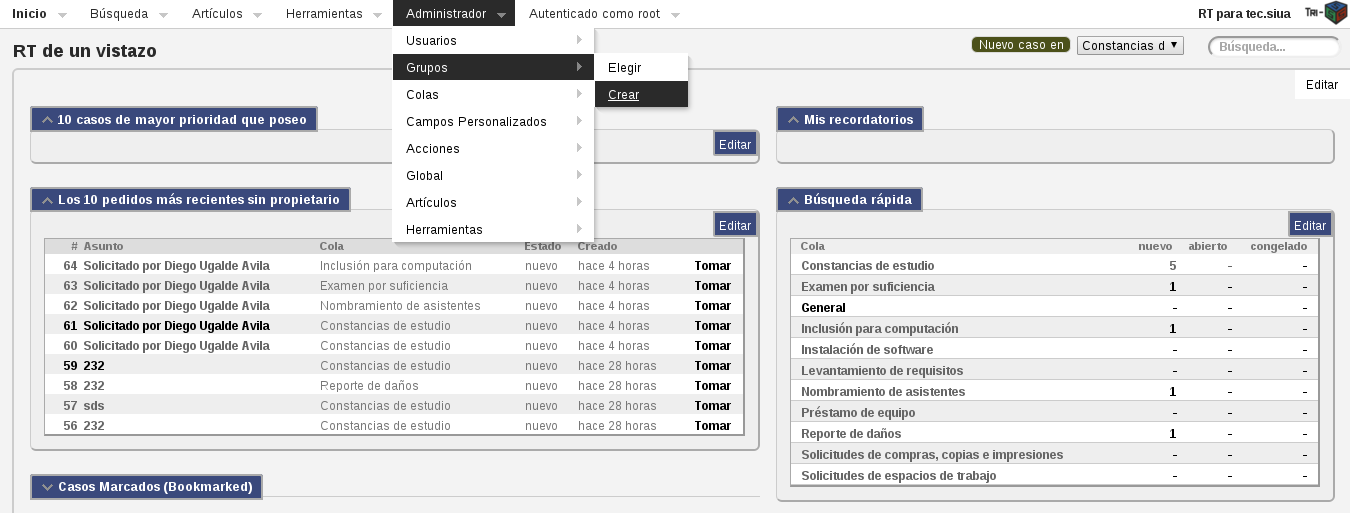 Inicio Búsqueda Artículos Herramientas Administrador Autenticado como root RT para tec.siua TRI-
RT de un vistazo
Nuevo caso en Constancias d Búsqueda...
Usuarios
Grupos
Colas
Campos Personalizados
Acciones
Global
Artículos
Herramientas
Elegir
Crear
Editar
10 casos de mayor prioridad que poseo
Editar
Mis recordatorios
Los 10 pedidos más recientes sin propietario
Editar
# Asunto Cola Estado Creado
64 Solicitado por Diego Ugalde Avila Inclusión para computación nuevo hace 4 horas Tomar
63 Solicitado por Diego Ugalde Avila Examen por suficiencia nuevo hace 4 horas Tomar
62 Solicitado por Diego Ugalde Avila Nombramiento de asistentes nuevo hace 4 horas Tomar
61 Solicitado por Diego Ugalde Avila Constancias de estudio nuevo hace 4 horas Tomar
60 Solicitado por Diego Ugalde Avila Constancias de estudio nuevo hace 4 horas Tomar
59 232 Constancias de estudio nuevo hace 28 horas Tomar
58 232 Reporte de daños nuevo hace 28 horas Tomar
57 sds Constancias de estudio nuevo hace 28 horas Tomar
56 232 Constancias de estudio nuevo hace 28 horas Tomar
Casos Marcados (Bookmarked)
Búsqueda rápida
Editar
Cola nuevo abierto congelado
Constancias de estudio 5 - -
Examen por suficiencia 1 - -
General - - -
Inclusión para computación 1 - -
Instalación de software - - -
Levantamiento de requisitos - - -
Nombramiento de asistentes 1 - -
Préstamo de equipo - - -
Reporte de daños 1 - -
Solicitudes de compras, copias e impresiones - - -
Solicitudes de espacios de trabajo - - -